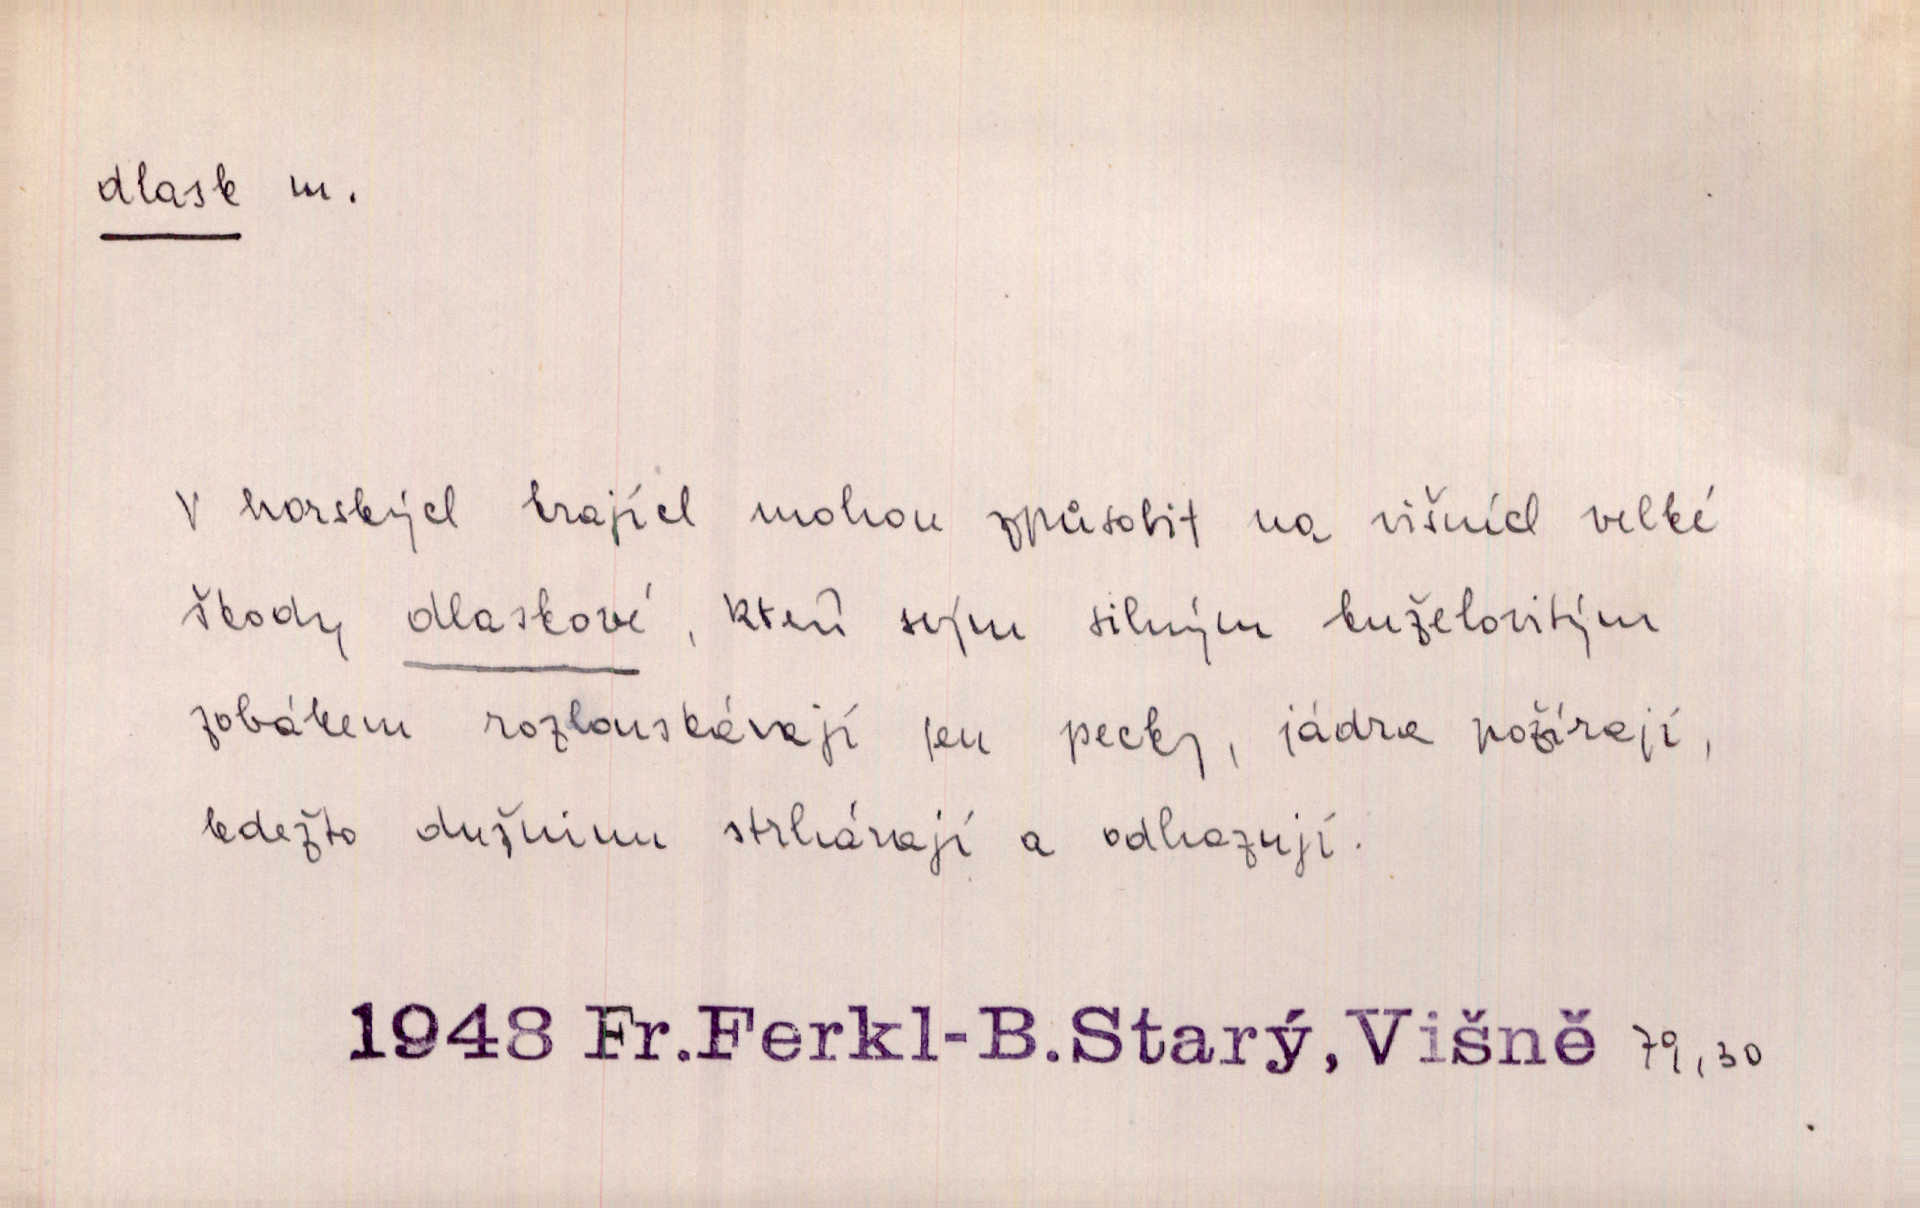 dlask m.
V horských krajích mohou způsobit na višních velké
škody dlaskové, kteří svým silným kuželovitým
zobákem rozlouskávají jen pecky, jádra požírají,
kdežto dužninu strhávají a odhazují.
1948 Fr.Ferkl-B.Starý,Višně 79,30